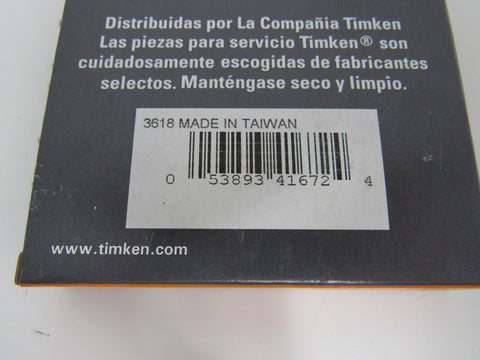 Distribuidas por La Compañia Timken
Las piezas para servicio Timken® son
cuidadosamente escogidas de fabricantes
selectos. Manténgase seco y limpio.
3618 MADE IN TAIWAN
0 53893 41672 4
www.timken.com